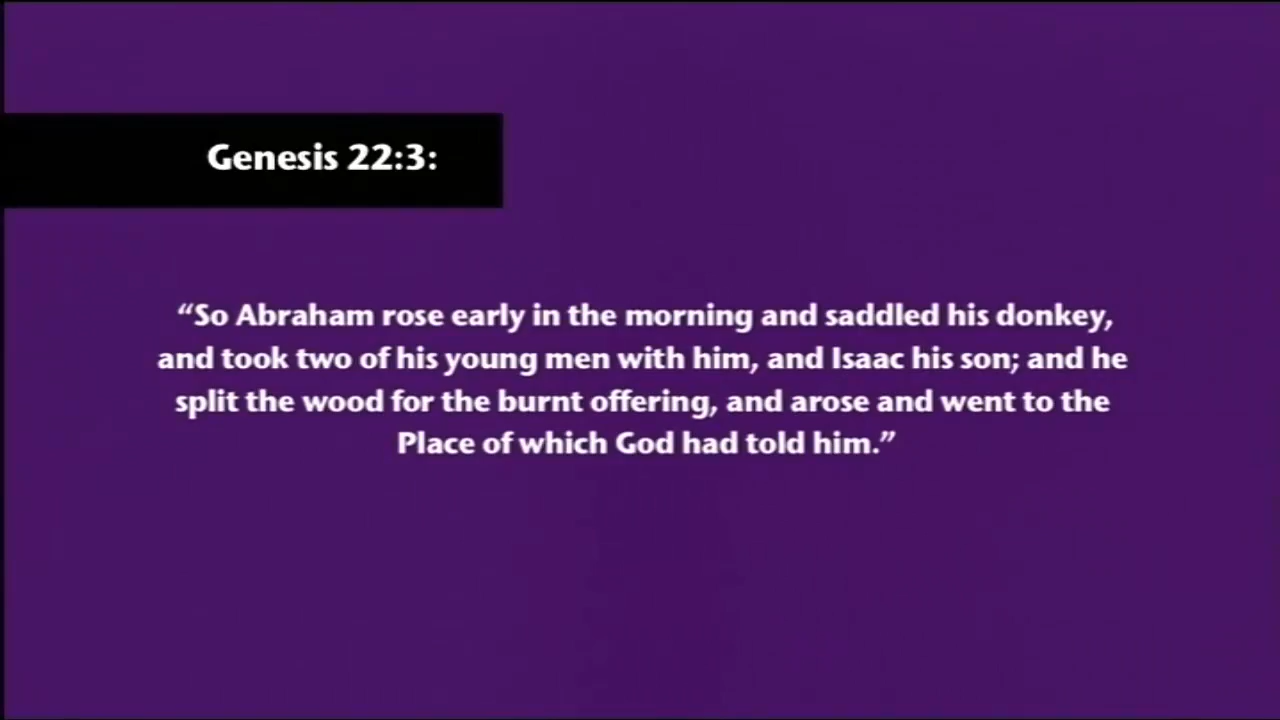 Genesis 22:3:
“So Abraham rose early in the morning and saddled his donkey,
and took two of his young men with him, and Isaac his son; and he
split the wood for the burnt offering, and arose and went to the
Place of which God had told him.”